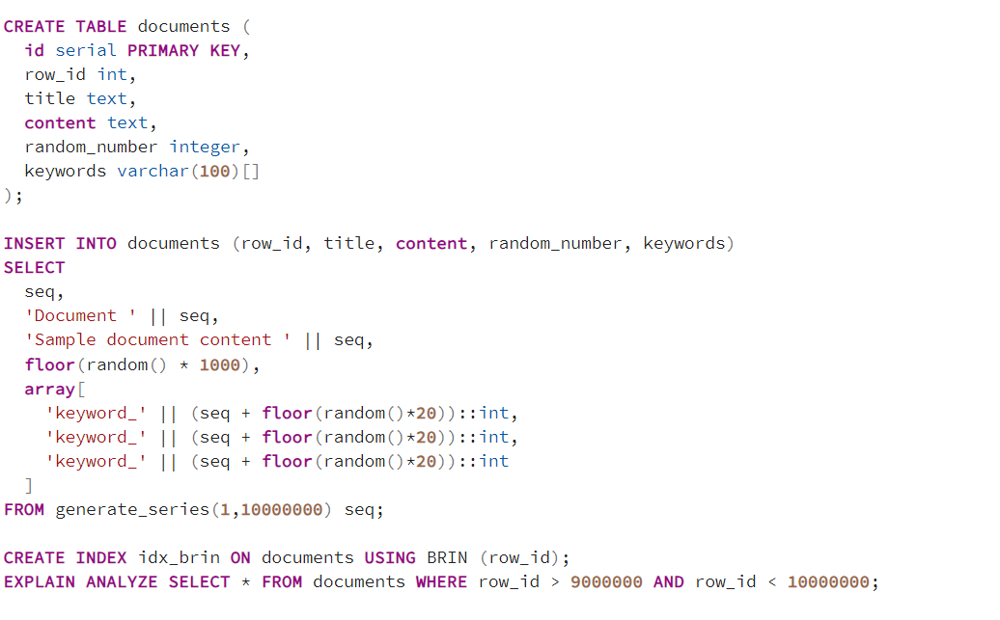 CREATE TABLE documents (
  id serial PRIMARY KEY,
  row_id int,
  title text,
  content text,
  random_number integer,
  keywords varchar(100)[]
);

INSERT INTO documents (row_id, title, content, random_number, keywords)
SELECT
  seq,
  'Document ' || seq,
  'Sample document content ' || seq,
  floor(random() * 1000),
  array[
    'keyword_' || (seq + floor(random()*20))::int,
    'keyword_' || (seq + floor(random()*20))::int,
    'keyword_' || (seq + floor(random()*20))::int
  ]
FROM generate_series(1,10000000) seq;

CREATE INDEX idx_brin ON documents USING BRIN (row_id);
EXPLAIN ANALYZE SELECT * FROM documents WHERE row_id > 9000000 AND row_id < 10000000;